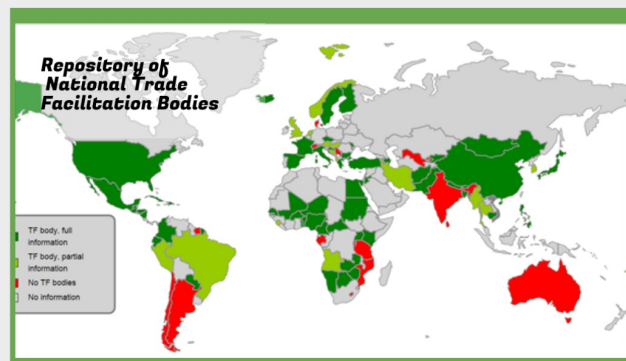 Repository of
National Trade
Facilitation Bodies
TF body, full
information
TF body, partial
information
No TF bodies
No information